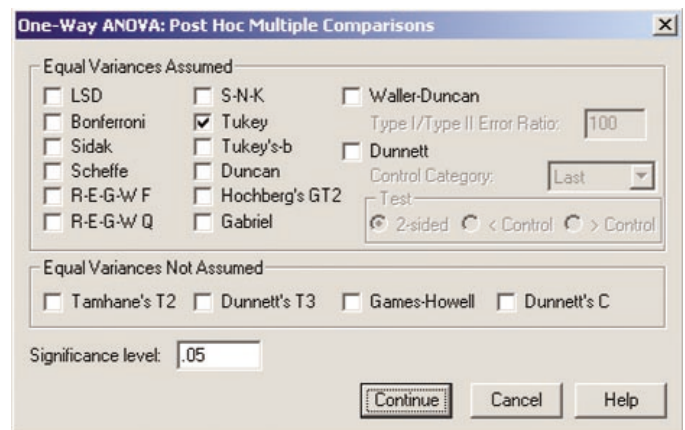 One-Way ANOVA: Post Hoc Multiple Comparisons
Equal Variances Assumed
LSD
S-N-K
Waller-Duncan
Bonferroni
Tukey
Type I/Type II Error Ratio: 100
Sidak
Tukey's-b
Dunnett
Scheffe
Duncan
Control Category: Last
R-E-G-W F
Hochberg's GT2
Test
R-E-G-W Q
Gabriel
2-sided < Control > Control
Equal Variances Not Assumed
Tamhane's T2 Dunnett's T3 Games-Howell Dunnett's C
Significance level: .05
Continue Cancel Help